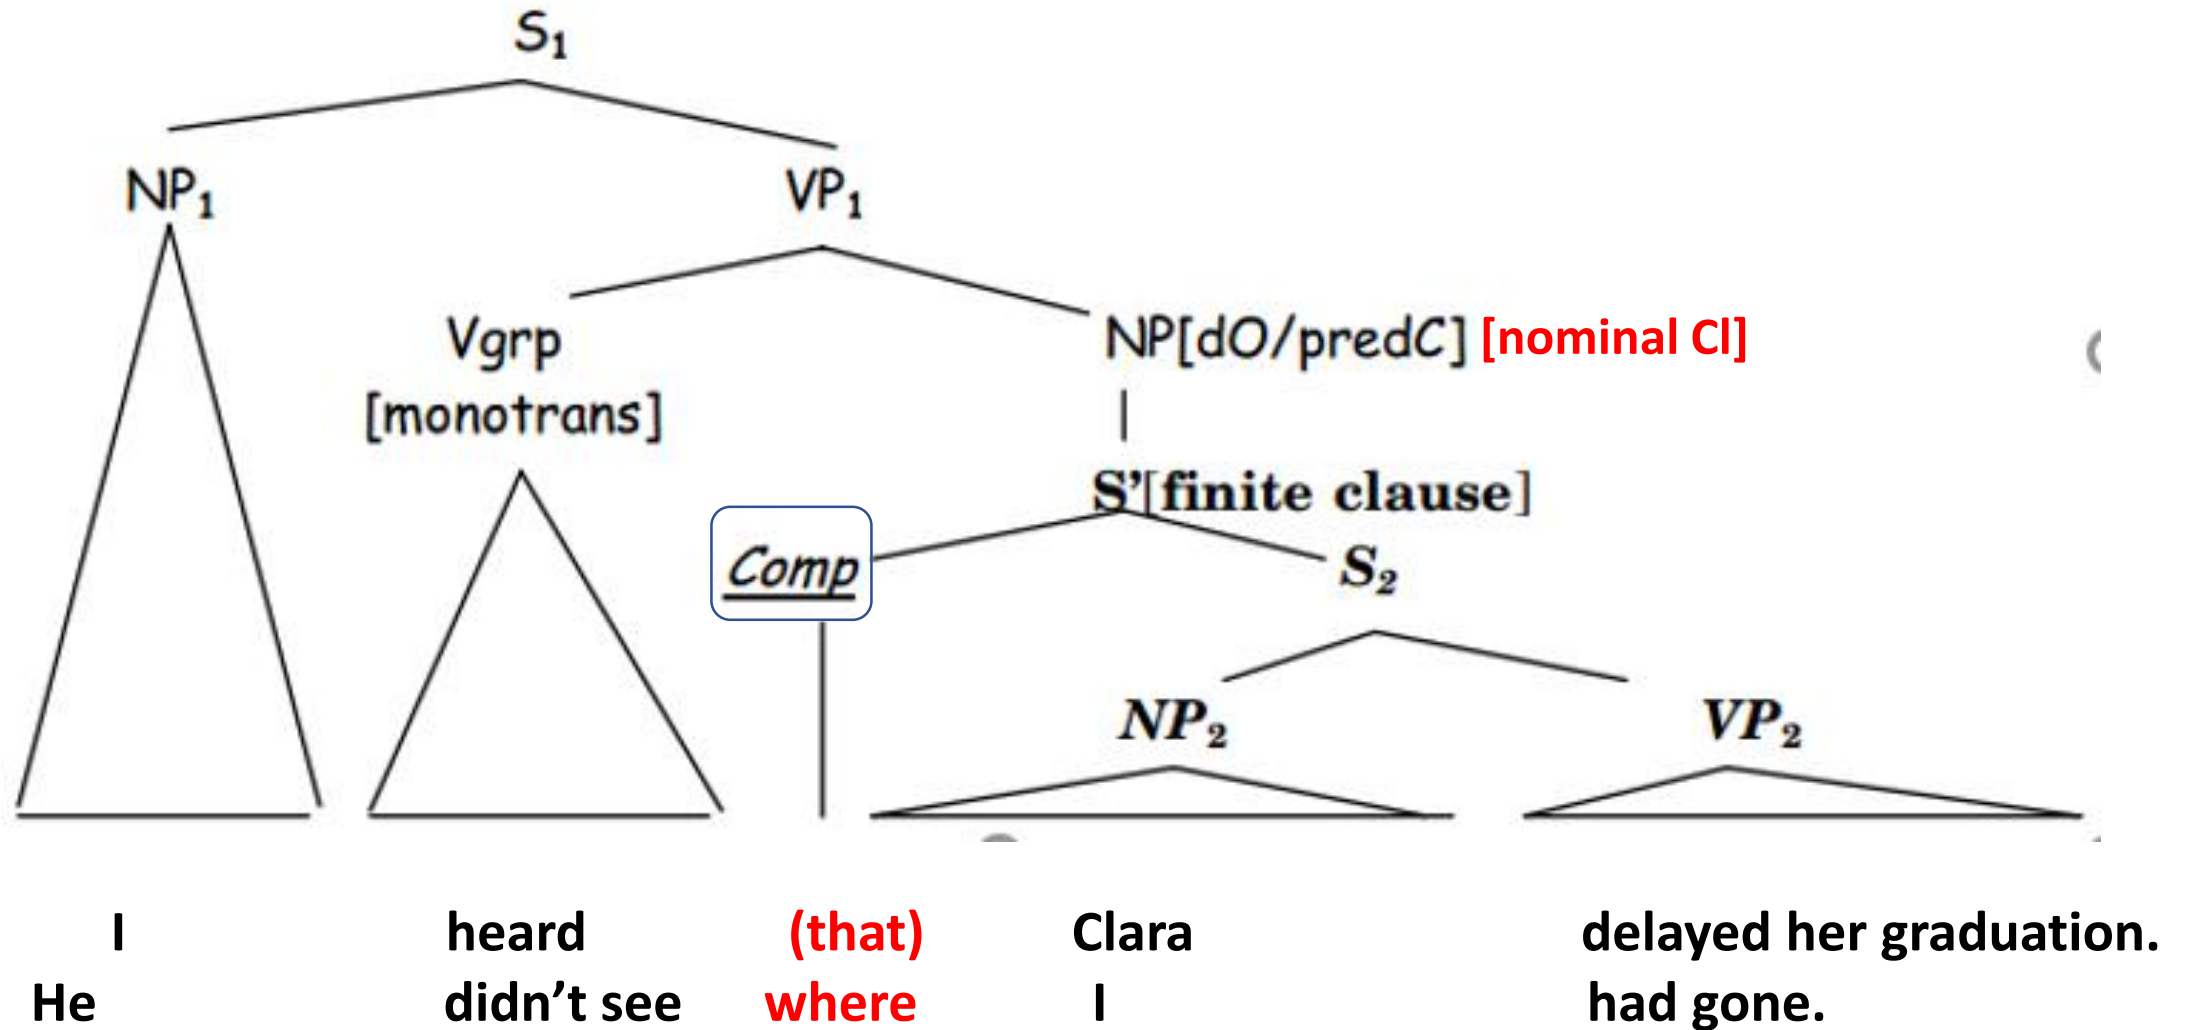 S₁
NP₁ VP₁
Vgrp NP[dO/predC] [nominal Cl]
[monotrans]
S'[finite clause]
Comp S₂
NP₂ VP₂
I heard (that) Clara delayed her graduation.
He didn’t see where I had gone.